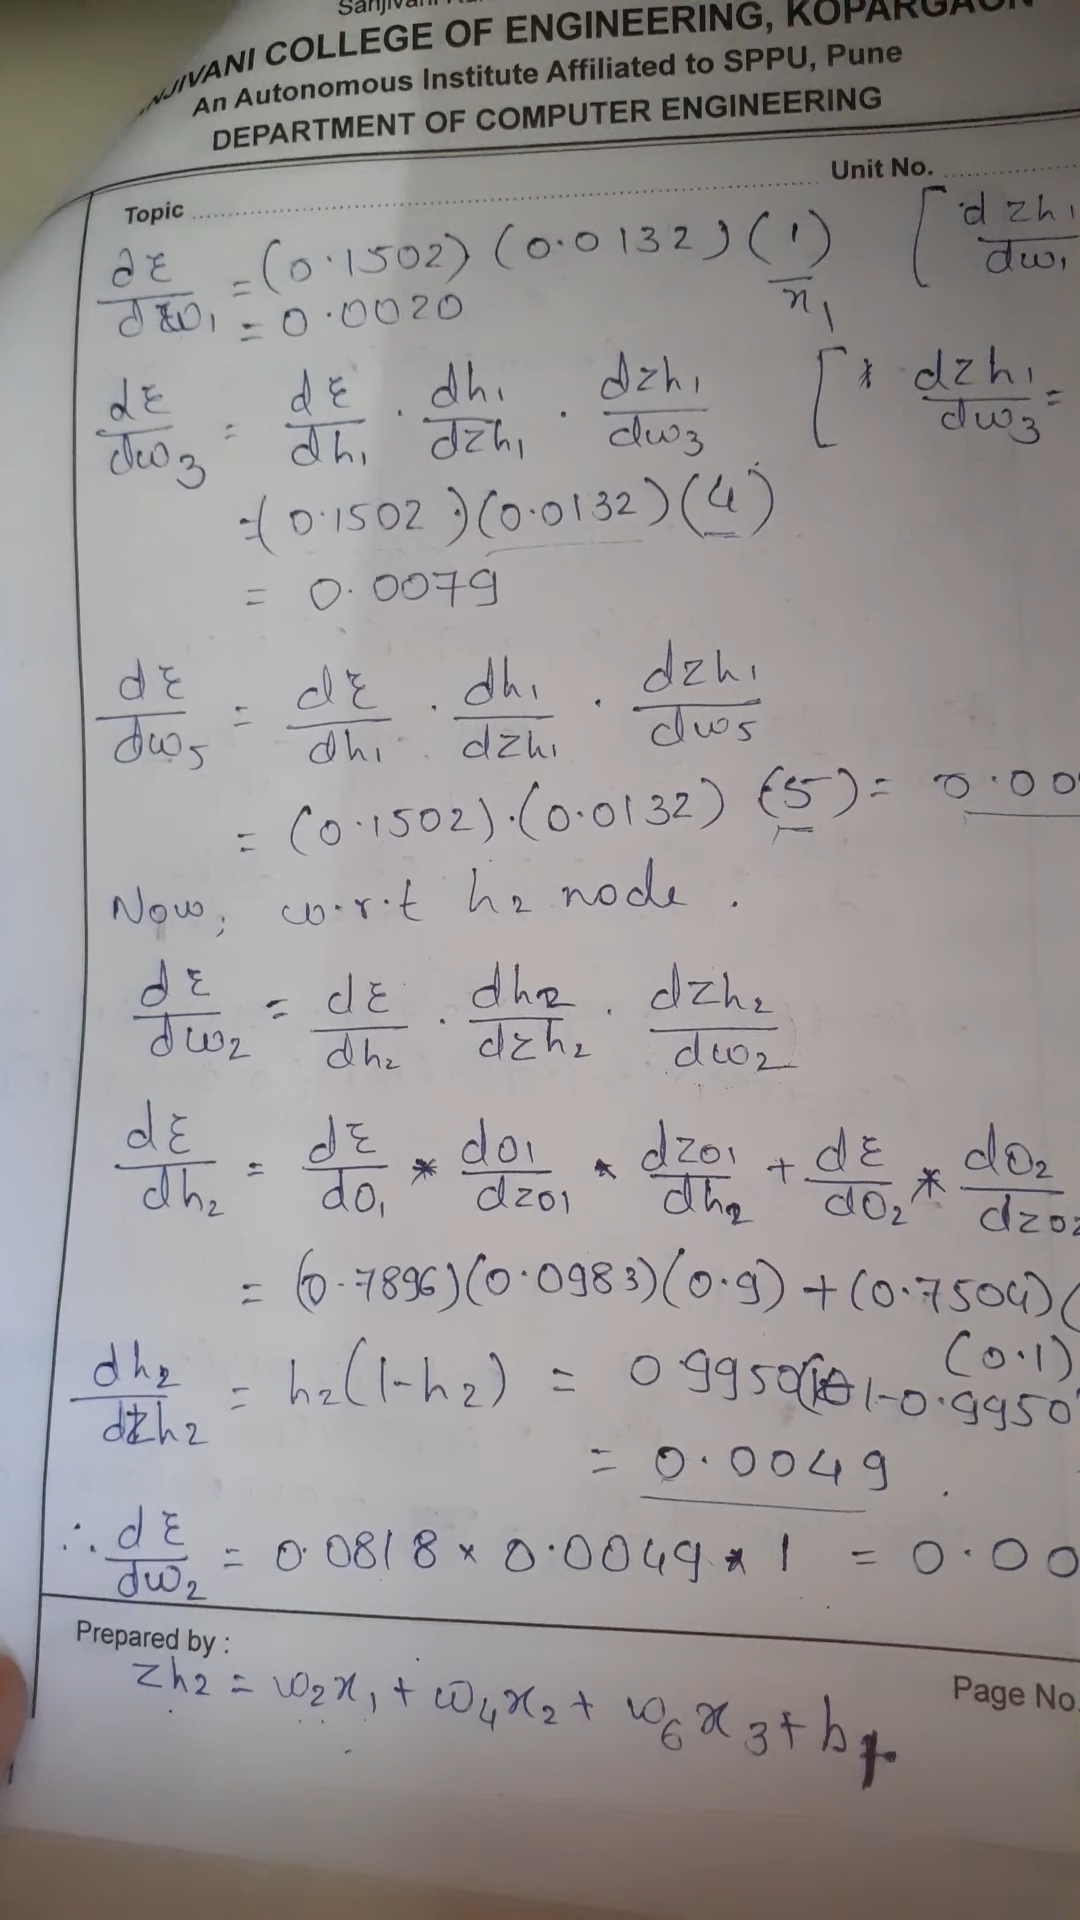 Sanjivani
NJIVANI COLLEGE OF ENGINEERING, KOPARGAON
An Autonomous Institute Affiliated to SPPU, Pune
DEPARTMENT OF COMPUTER ENGINEERING
Topic Unit No.
∂E/dw₁ = (0.1502) (0.0132) (1) x₁ [dzh₁/dw₁
= 0.0020
dE/dw₃ = dE/dh₁ . dh₁/dzh₁ . dzh₁/dw₃ [* dzh₁/dw₃ =
= (0.1502) (0.0132) (4)
= 0.0079
dE/dw₅ = dE/dh₁ . dh₁/dzh₁ . dzh₁/dw₅
= (0.1502).(0.0132) (5) = 0.00
Now, w.r.t h₂ node.
dE/dw₂ = dE/dh₂ . dh₂/dzh₂ . dzh₂/dw₂
dE/dh₂ = dE/do₁ * do₁/dzo₁ * dzo₁/dh₂ + dE/do₂ * do₂/dzo₂
= (0.7896)(0.0983)(0.9) + (0.7504)(
(0.1)
dh₂/dzh₂ = h₂(1-h₂) = 0.9950(1-0.9950
= 0.0049
∴ dE/dw₂ = 0.0818 × 0.0049 * 1 = 0.00
Prepared by :
Page No.
zh₂ = w₂x₁ + w₄x₂ + w₆x₃ + b₁